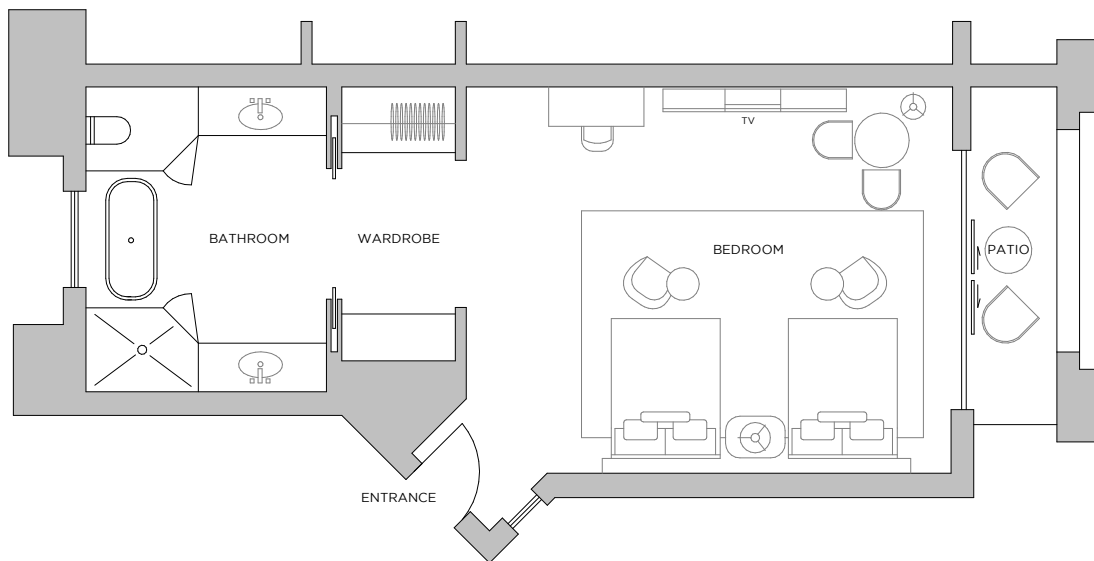 TV
BATHROOM
WARDROBE
BEDROOM
PATIO
ENTRANCE